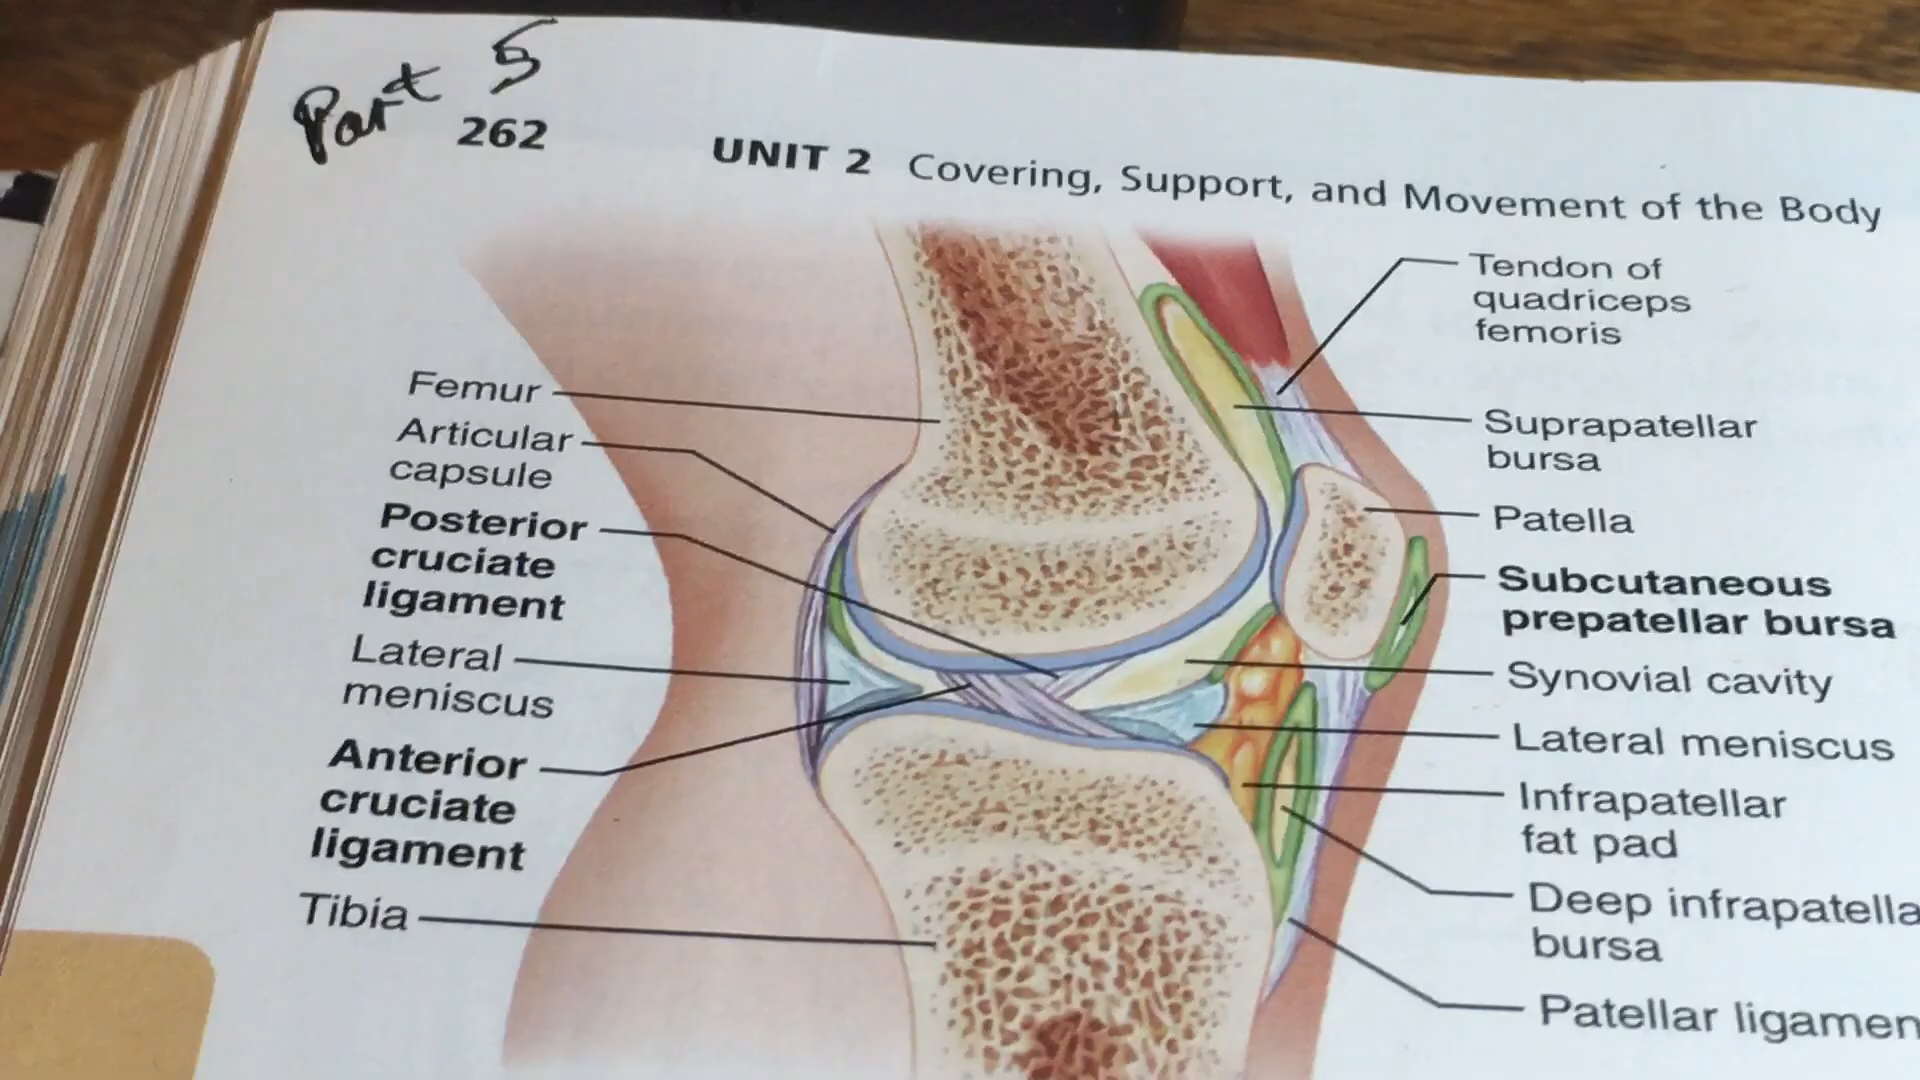 Part 5
262
UNIT 2 Covering, Support, and Movement of the Body
Femur
Articular
capsule
Posterior
cruciate
ligament
Lateral
meniscus
Anterior
cruciate
ligament
Tibia
Tendon of
quadriceps
femoris
Suprapatellar
bursa
Patella
Subcutaneous
prepatellar bursa
Synovial cavity
Lateral meniscus
Infrapatellar
fat pad
Deep infrapatella
bursa
Patellar ligamen